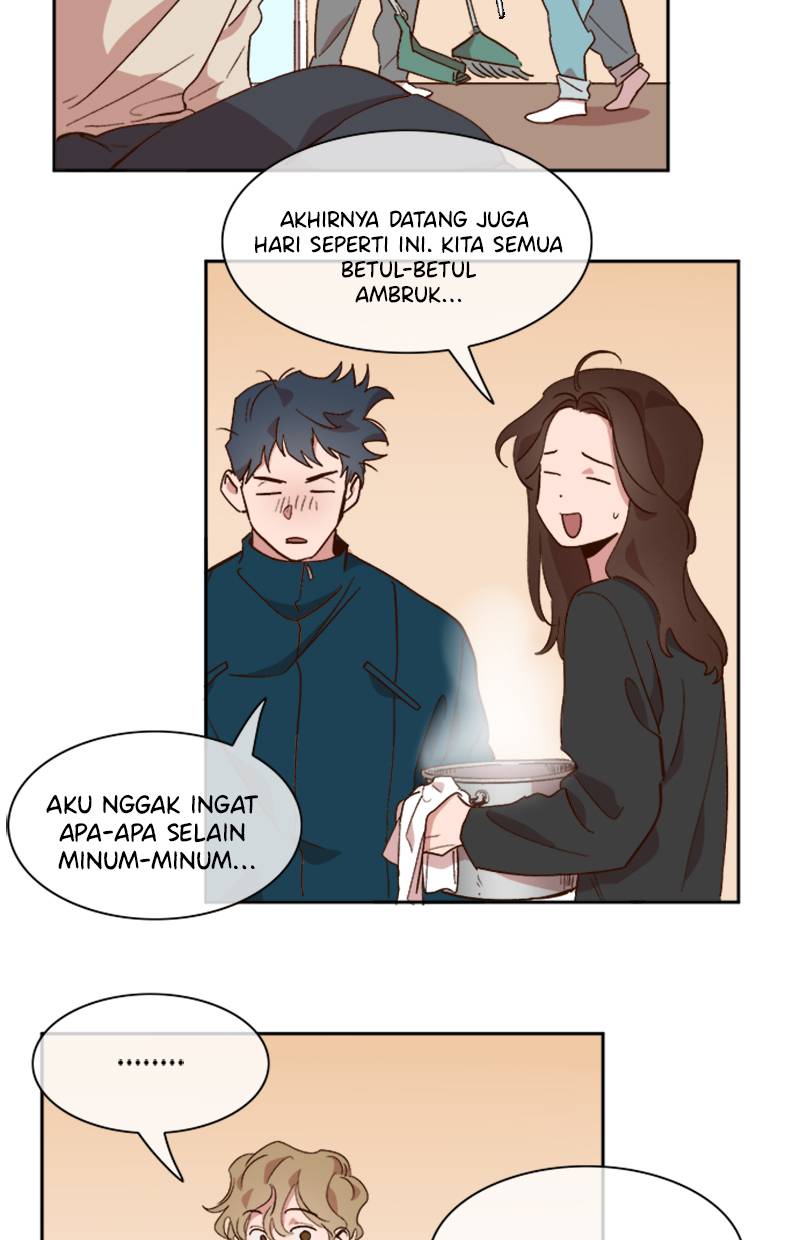 AKHIRNYA DATANG JUGA
HARI SEPERTI INI. KITA SEMUA
BETUL-BETUL
AMBRUK...
AKU NGGAK INGAT
APA-APA SELAIN
MINUM-MINUM...
........